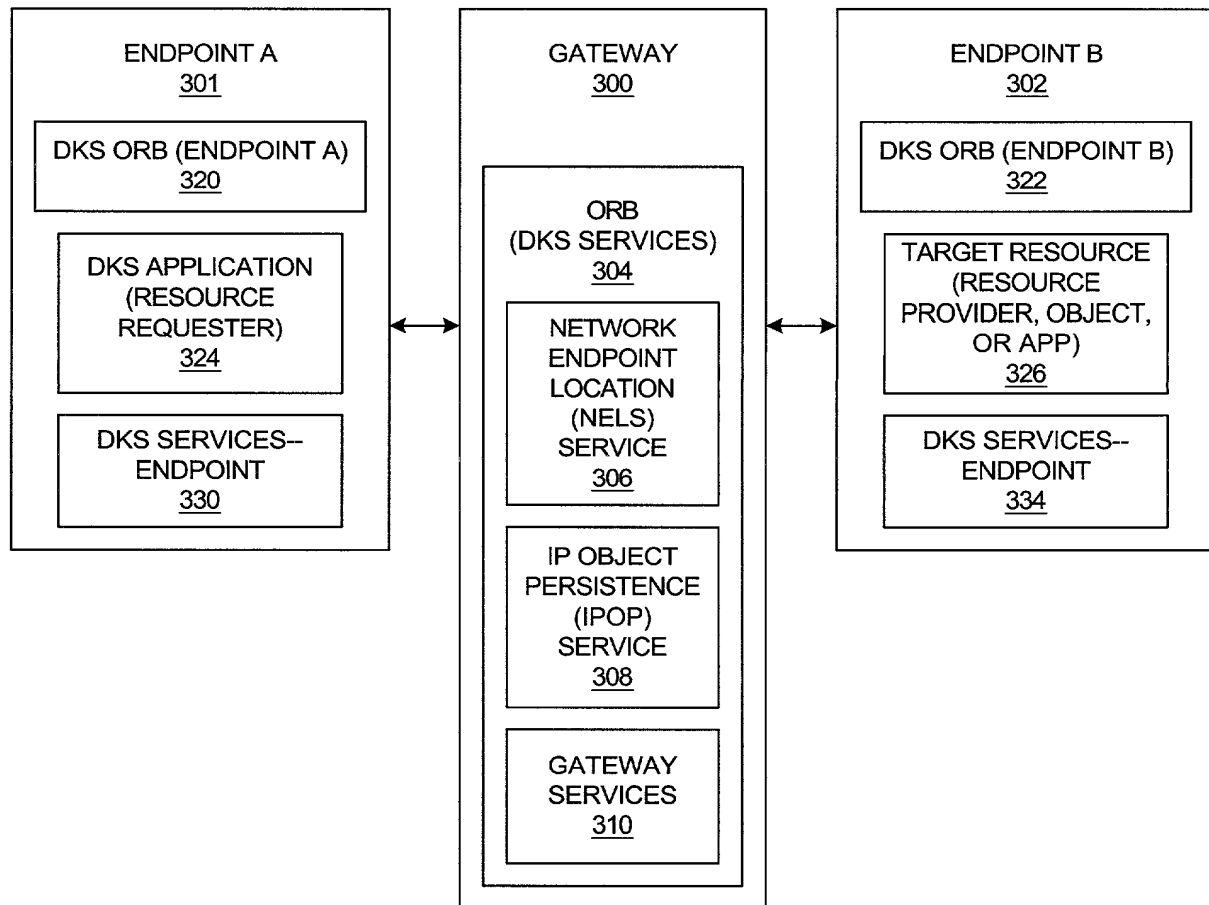 ENDPOINT A
301
DKS ORB (ENDPOINT A)
320
DKS APPLICATION
(RESOURCE
REQUESTER)
324
DKS SERVICES--
ENDPOINT
330
GATEWAY
300
ORB
(DKS SERVICES)
304
NETWORK
ENDPOINT
LOCATION
(NELS)
SERVICE
306
IP OBJECT
PERSISTENCE
(IPOP)
SERVICE
308
GATEWAY
SERVICES
310
ENDPOINT B
302
DKS ORB (ENDPOINT B)
322
TARGET RESOURCE
(RESOURCE
PROVIDER, OBJECT,
OR APP)
326
DKS SERVICES--
ENDPOINT
334